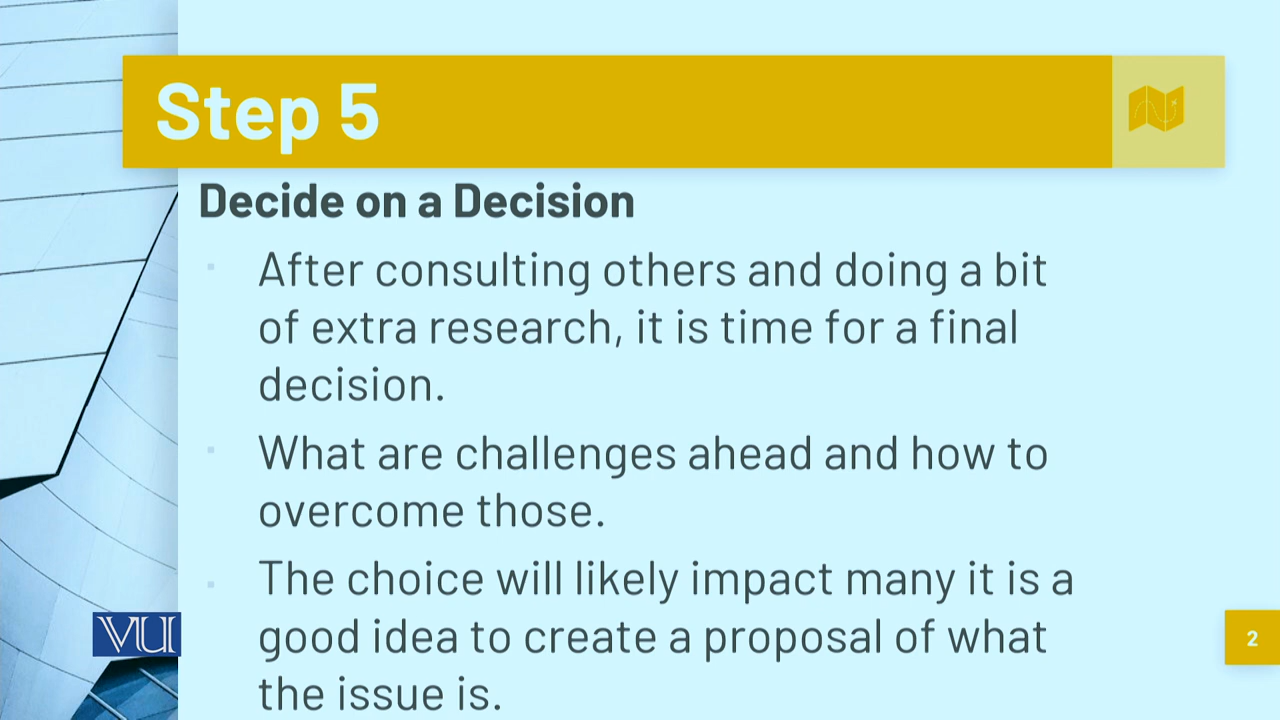 Step 5
Decide on a Decision
After consulting others and doing a bit
of extra research, it is time for a final
decision.
What are challenges ahead and how to
overcome those.
The choice will likely impact many it is a
good idea to create a proposal of what
the issue is.
VU
2